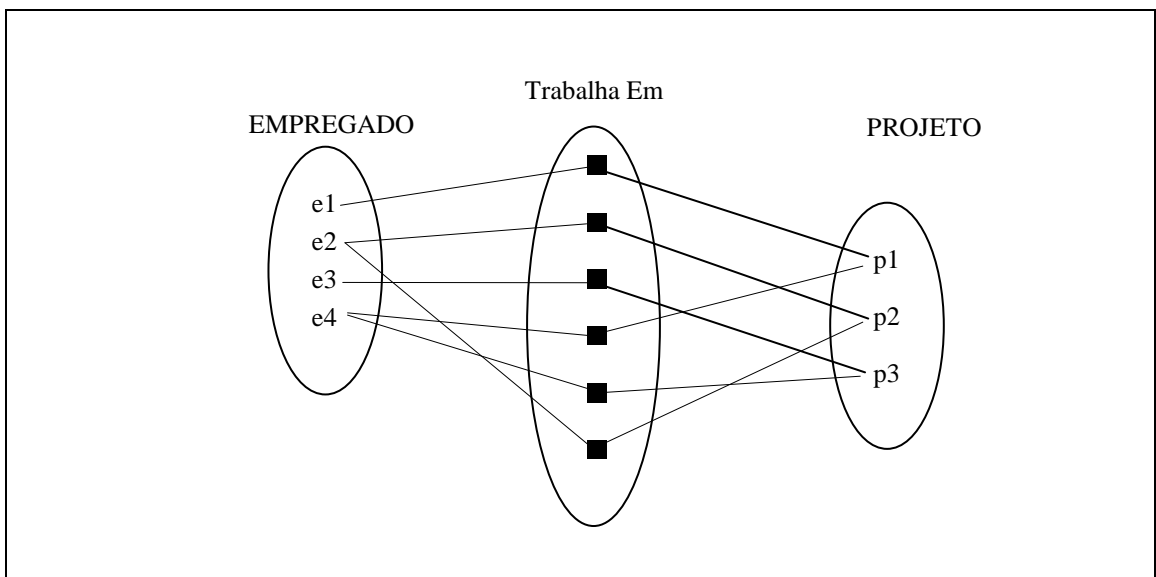 Trabalha Em
EMPREGADO
PROJETO
e1
e2
e3
e4
p1
p2
p3